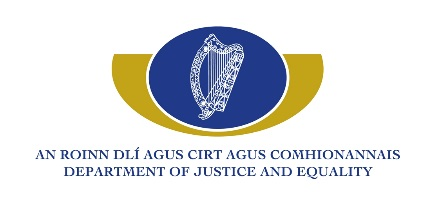 AN ROINN DLÍ AGUS CIRT AGUS COMHIONANNAIS
DEPARTMENT OF JUSTICE AND EQUALITY